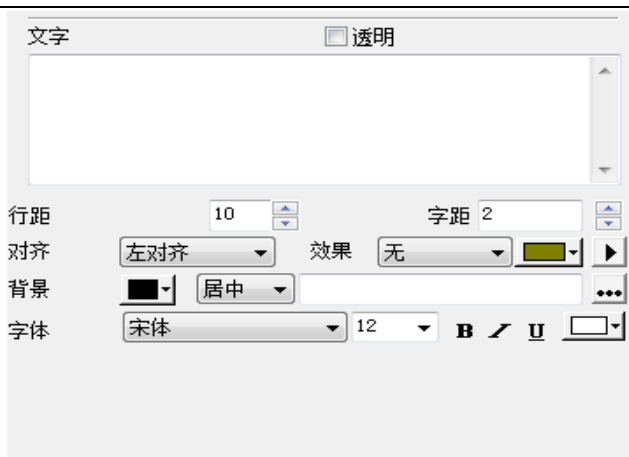 文字 透明
行距 10 字距 2
对齐 左对齐 效果 无
背景 居中
字体 宋体 12 B I U